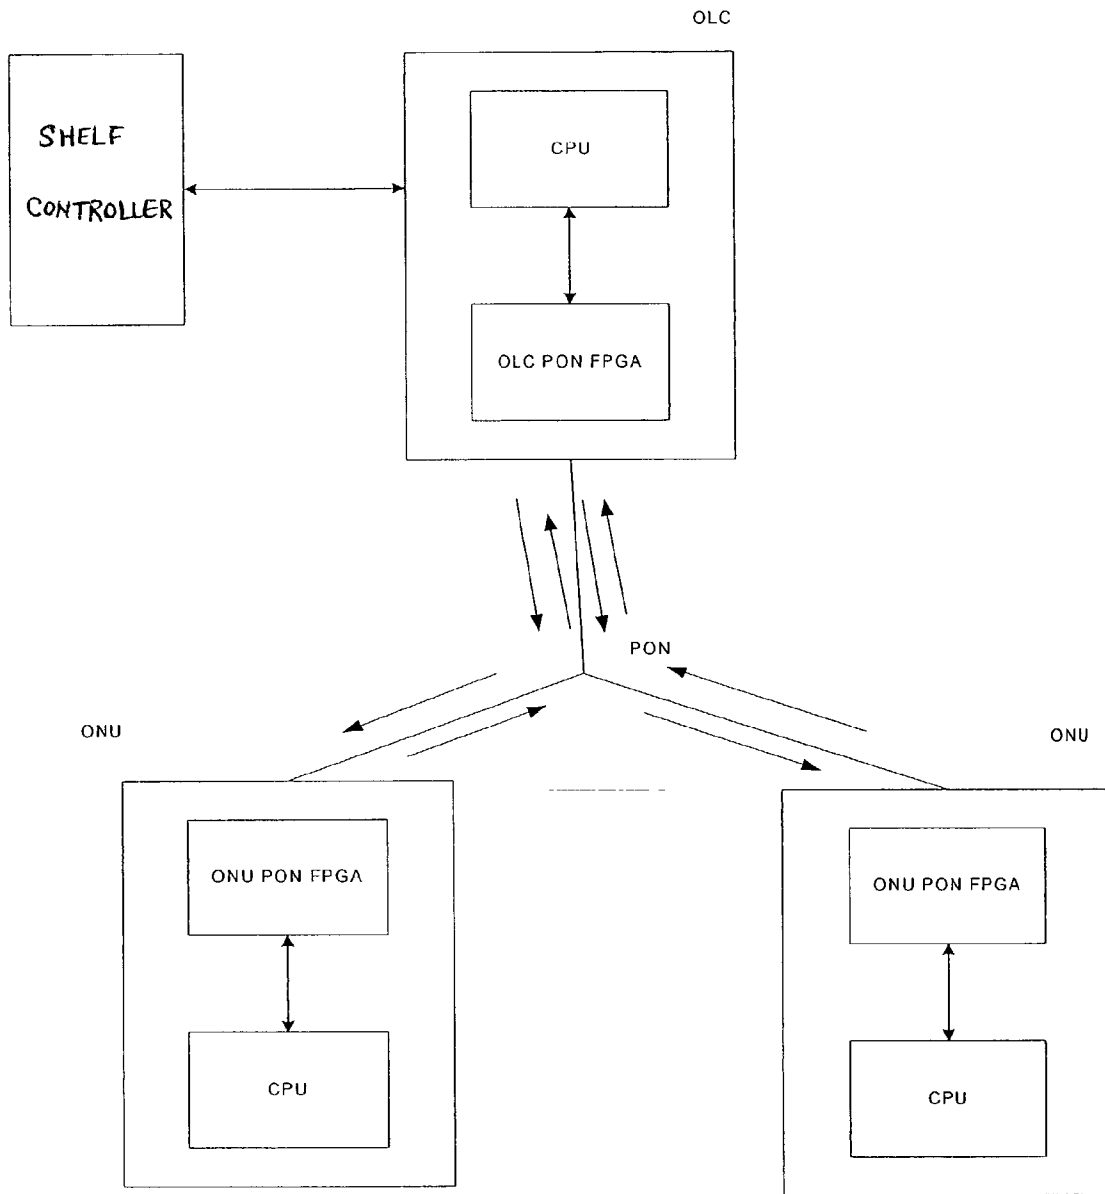 OLC
SHELF
CONTROLLER
CPU
OLC PON FPGA
PON
ONU
ONU
ONU PON FPGA
ONU PON FPGA
CPU
CPU